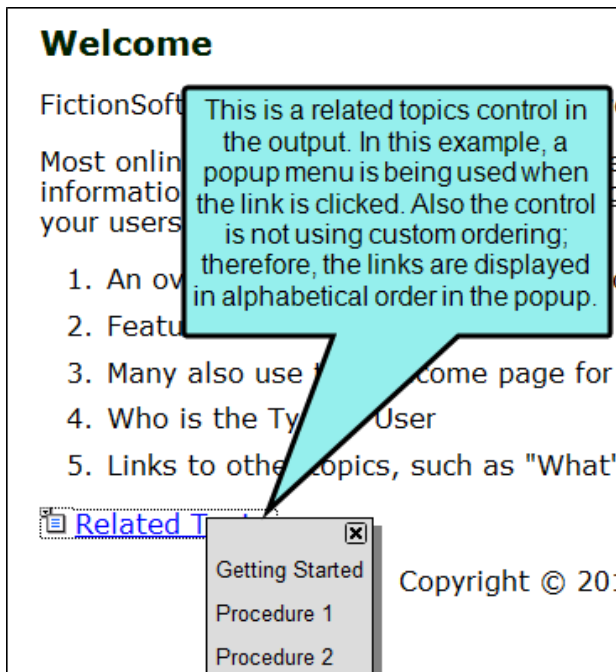 Welcome
FictionSoft
This is a related topics control in
the output. In this example, a
popup menu is being used when
the link is clicked. Also the control
is not using custom ordering;
therefore, the links are displayed
in alphabetical order in the popup.
Most onlin
informatio
your users
1. An ov
2. Featu
3. Many also use come page for
4. Who is the Ty User
5. Links to othe topics, such as "What'
Related T
Getting Started
Procedure 1
Procedure 2
Copyright © 201